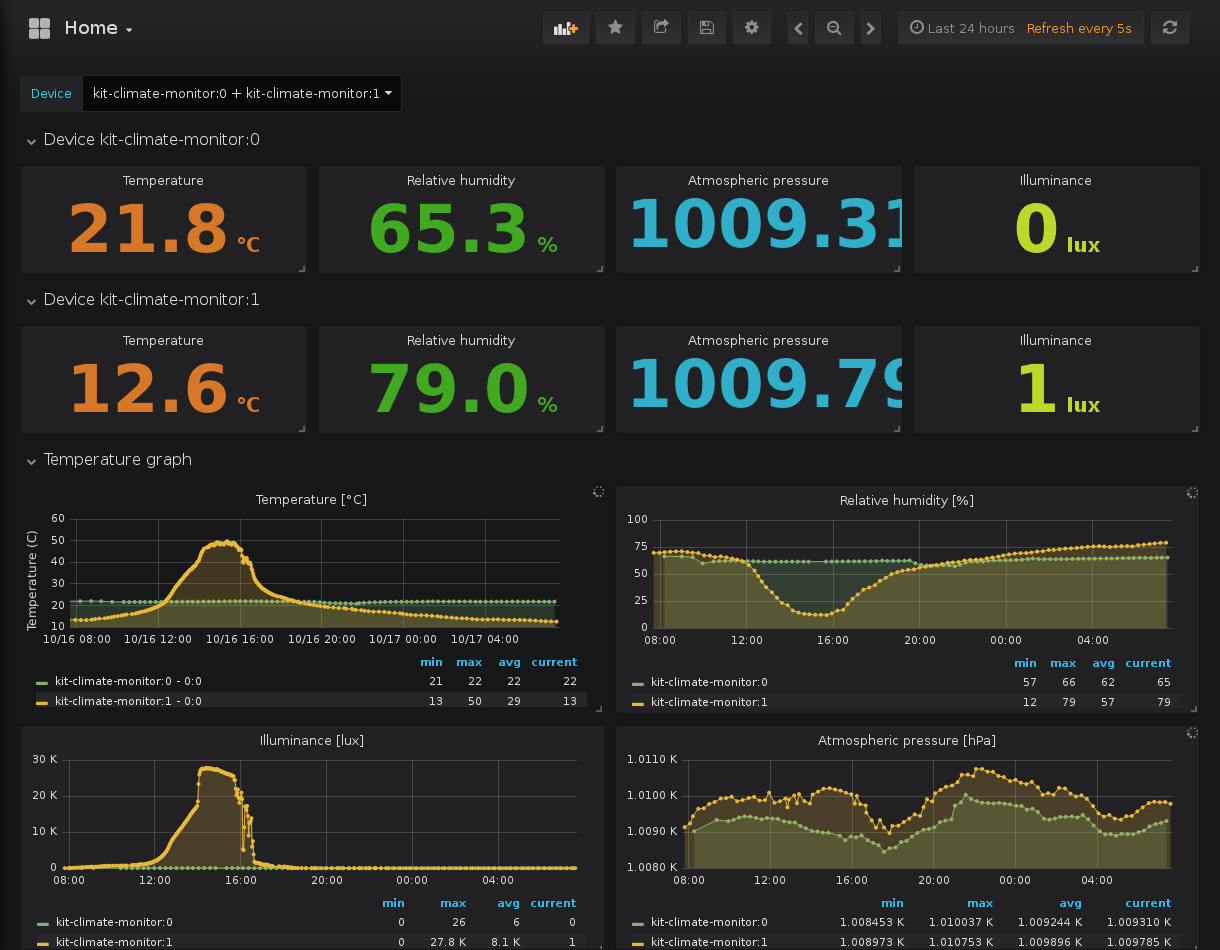 Home
Last 24 hours Refresh every 5s
Device kit-climate-monitor:0 + kit-climate-monitor:1
Device kit-climate-monitor:0
Temperature Relative humidity Atmospheric pressure Illuminance
21.8 °C 65.3 % 1009.31 0 lux
Device kit-climate-monitor:1
Temperature Relative humidity Atmospheric pressure Illuminance
12.6 °C 79.0 % 1009.79 1 lux
Temperature graph
Temperature [°C]
Temperature (C)
60
50
40
30
20
10
10/16 08:00 10/16 12:00 10/16 16:00 10/16 20:00 10/17 00:00 10/17 04:00
min max avg current
kit-climate-monitor:0 - 0:0 21 22 22 22
kit-climate-monitor:1 - 0:0 13 50 29 13
Relative humidity [%]
100
75
50
25
0
08:00 12:00 16:00 20:00 00:00 04:00
min max avg current
kit-climate-monitor:0 57 66 62 65
kit-climate-monitor:1 12 79 57 79
Illuminance [lux]
30 K
20 K
10 K
0
08:00 12:00 16:00 20:00 00:00 04:00
min max avg current
kit-climate-monitor:0 0 26 6 0
kit-climate-monitor:1 0 27.8 K 8.1 K 1
Atmospheric pressure [hPa]
1.0110 K
1.0100 K
1.0090 K
1.0080 K
08:00 12:00 16:00 20:00 00:00 04:00
min max avg current
kit-climate-monitor:0 1.008453 K 1.010037 K 1.009244 K 1.009310 K
kit-climate-monitor:1 1.008973 K 1.010753 K 1.009896 K 1.009785 K